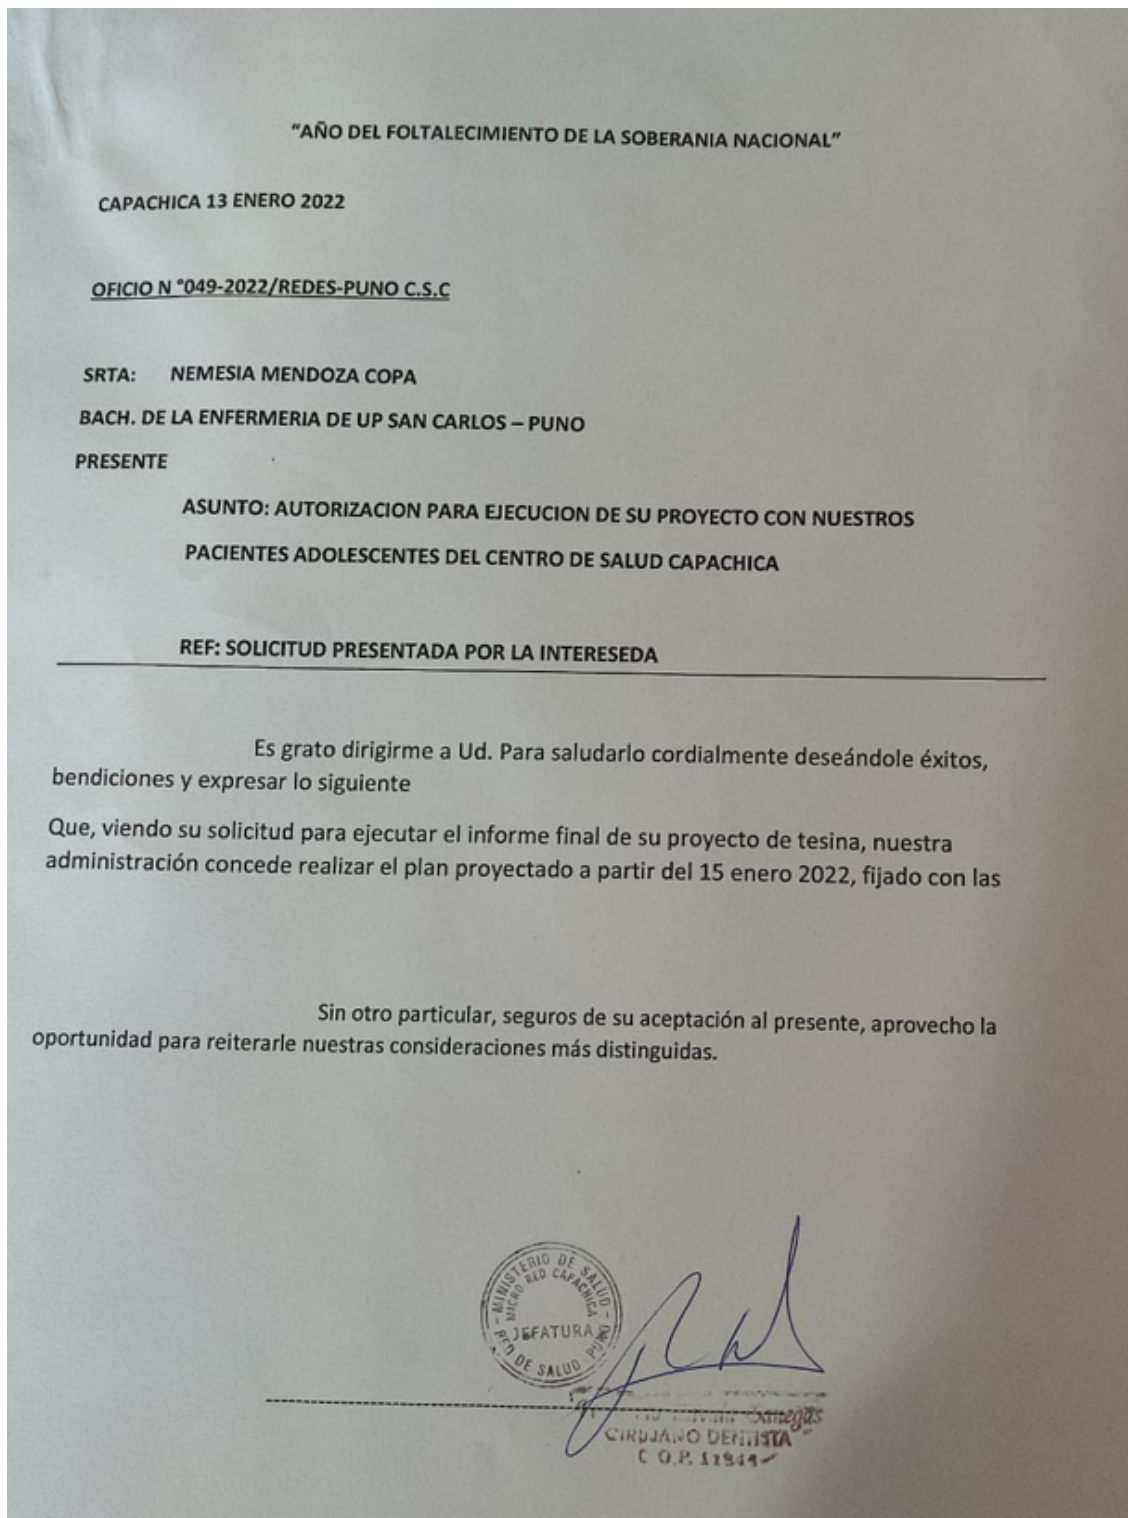 “AÑO DEL FOLTALECIMIENTO DE LA SOBERANIA NACIONAL”
CAPACHICA 13 ENERO 2022
OFICIO N °049-2022/REDES-PUNO C.S.C
SRTA: NEMESIA MENDOZA COPA
BACH. DE LA ENFERMERIA DE UP SAN CARLOS – PUNO
PRESENTE
ASUNTO: AUTORIZACION PARA EJECUCION DE SU PROYECTO CON NUESTROS
PACIENTES ADOLESCENTES DEL CENTRO DE SALUD CAPACHICA
REF: SOLICITUD PRESENTADA POR LA INTERESEDA
Es grato dirigirme a Ud. Para saludarlo cordialmente deseándole éxitos,
bendiciones y expresar lo siguiente
Que, viendo su solicitud para ejecutar el informe final de su proyecto de tesina, nuestra
administración concede realizar el plan proyectado a partir del 15 enero 2022, fijado con las
Sin otro particular, seguros de su aceptación al presente, aprovecho la
oportunidad para reiterarle nuestras consideraciones más distinguidas.
- MINISTERIO DE SALUD -
MICRO RED CAPACHICA
JEFATURA
RED DE SALUD PUNO
CIRUJANO DENTISTA
C.O.P.